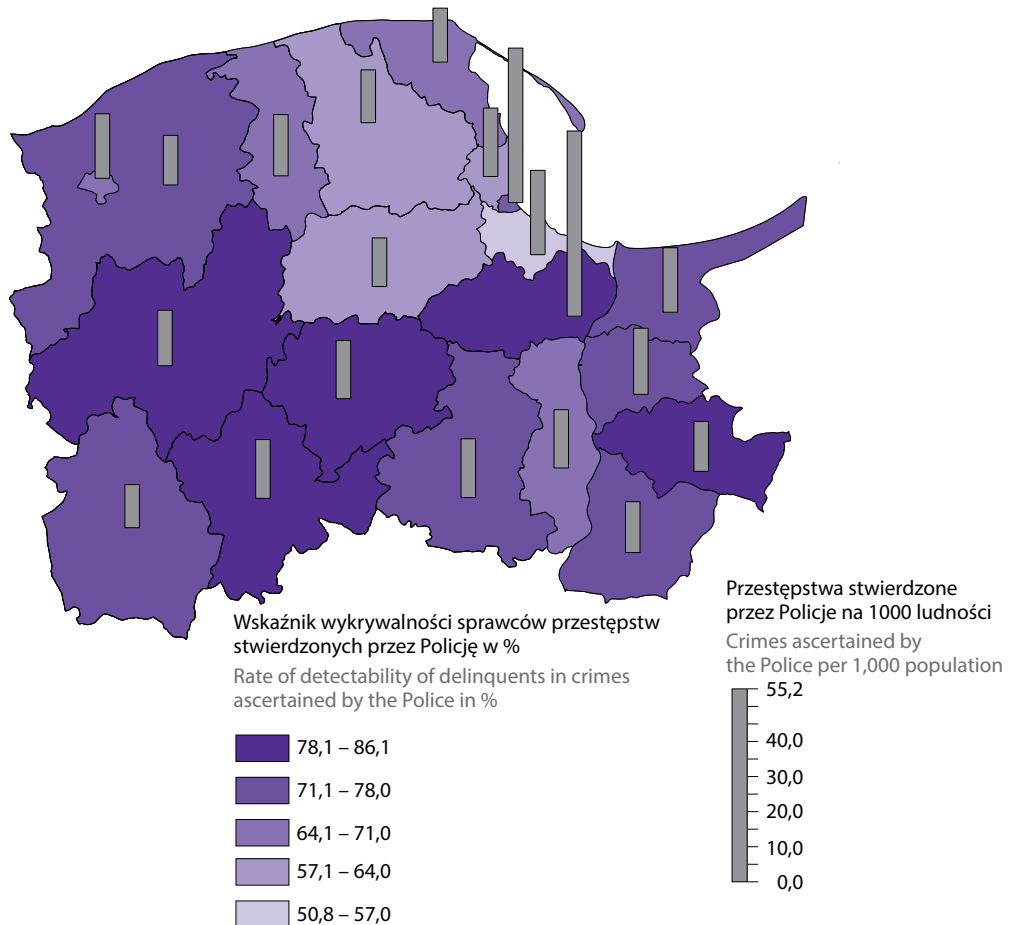 Wskaźnik wykrywalności sprawców przestępstw
stwierdzonych przez Policję w %
Rate of detectability of delinquents in crimes
ascertained by the Police in %
78,1 – 86,1
71,1 – 78,0
64,1 – 71,0
57,1 – 64,0
50,8 – 57,0
Przestępstwa stwierdzone
przez Policje na 1000 ludności
Crimes ascertained by
the Police per 1,000 population
55,2
40,0
30,0
20,0
10,0
0,0